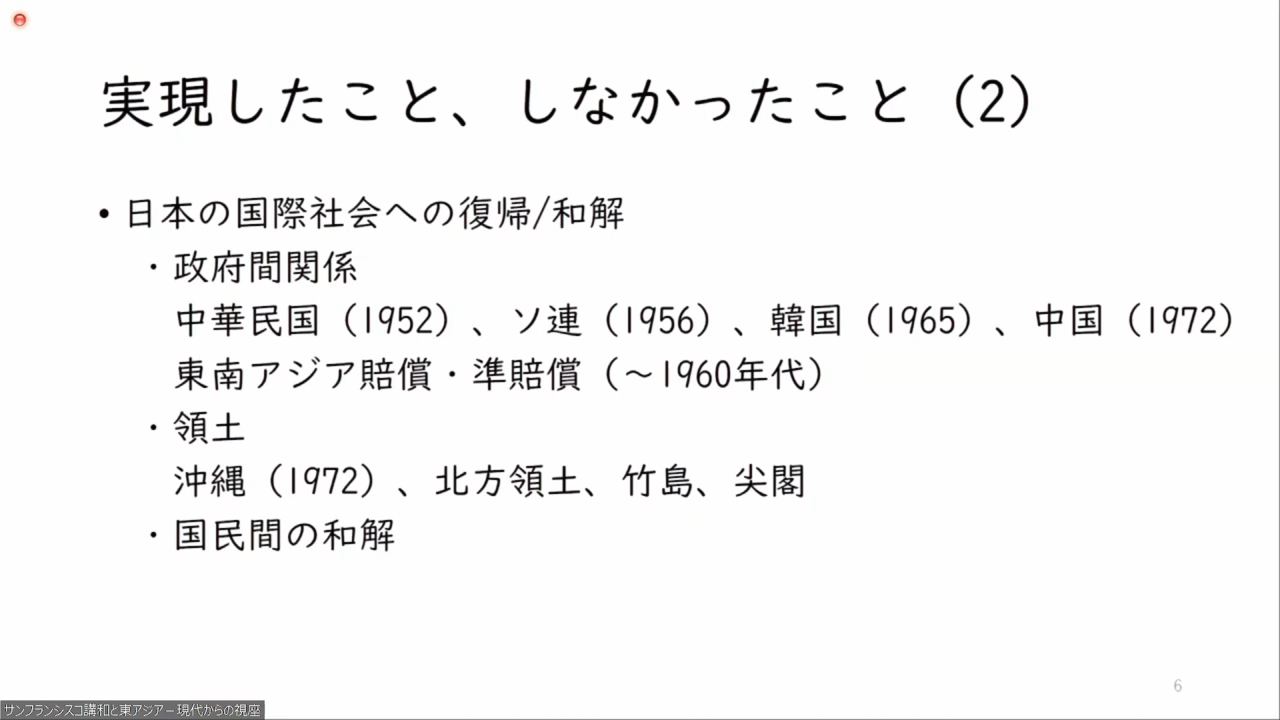 実現したこと、しなかったこと（2）
• 日本の国際社会への復帰/和解
・政府間関係
中華民国（1952）、ソ連（1956）、韓国（1965）、中国（1972）
東南アジア賠償・準賠償（～1960年代）
・領土
沖縄（1972）、北方領土、竹島、尖閣
・国民間の和解
6
サンフランシスコ講和と東アジアー現代からの視座